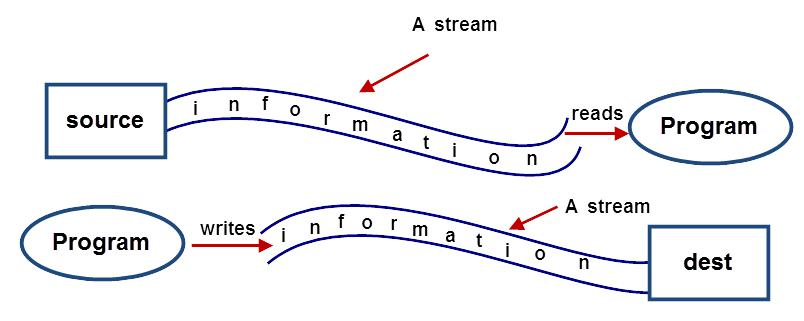 A stream
source
i n f o r m a t i o n
reads
Program
Program
writes
i n f o r m a t i o n
A stream
dest